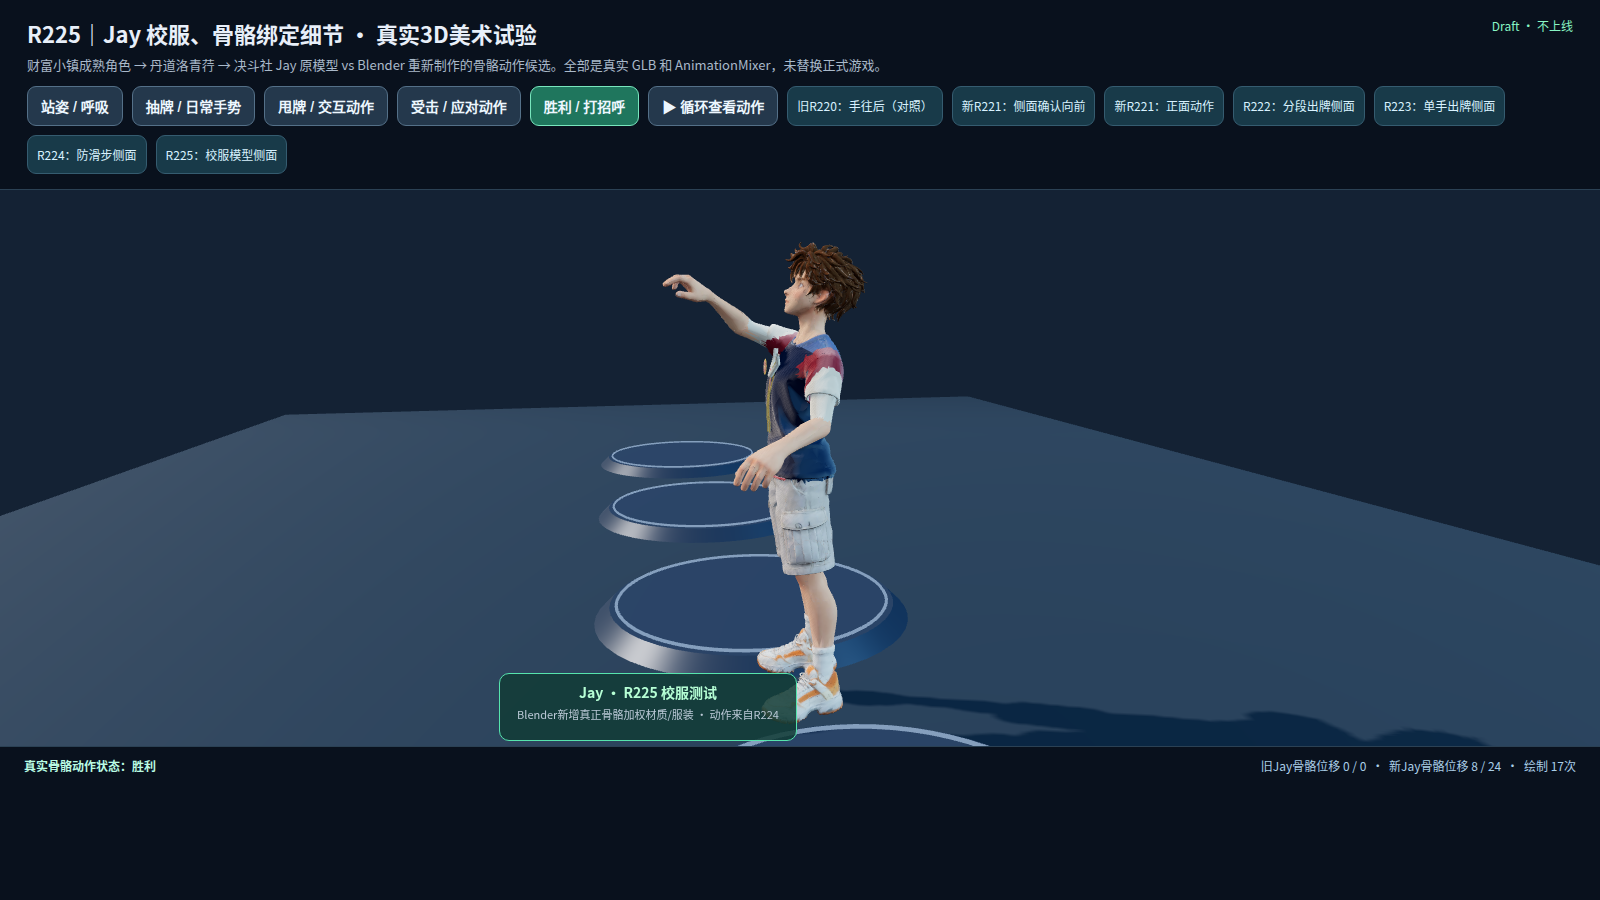 R225｜Jay 校服、骨骼绑定细节 · 真实3D美术试验
Draft · 不上线
财富小镇成熟角色 → 丹道洛青荇 → 决斗社 Jay 原模型 vs Blender 重新制作的骨骼动作候选。全部是真实 GLB 和 AnimationMixer，未替换正式游戏。
站姿 / 呼吸
抽牌 / 日常手势
甩牌 / 交互动作
受击 / 应对动作
胜利 / 打招呼
▶ 循环查看动作
旧R220：手往后（对照）
新R221：侧面确认向前
新R221：正面动作
R222：分段出牌侧面
R223：单手出牌侧面
R224：防滑步侧面
R225：校服模型侧面
Jay · R225 校服测试
Blender新增真正骨骼加权材质/服装 · 动作来自R224
真实骨骼动作状态：胜利
旧Jay骨骼位移 0 / 0 · 新Jay骨骼位移 8 / 24 · 绘制 17次